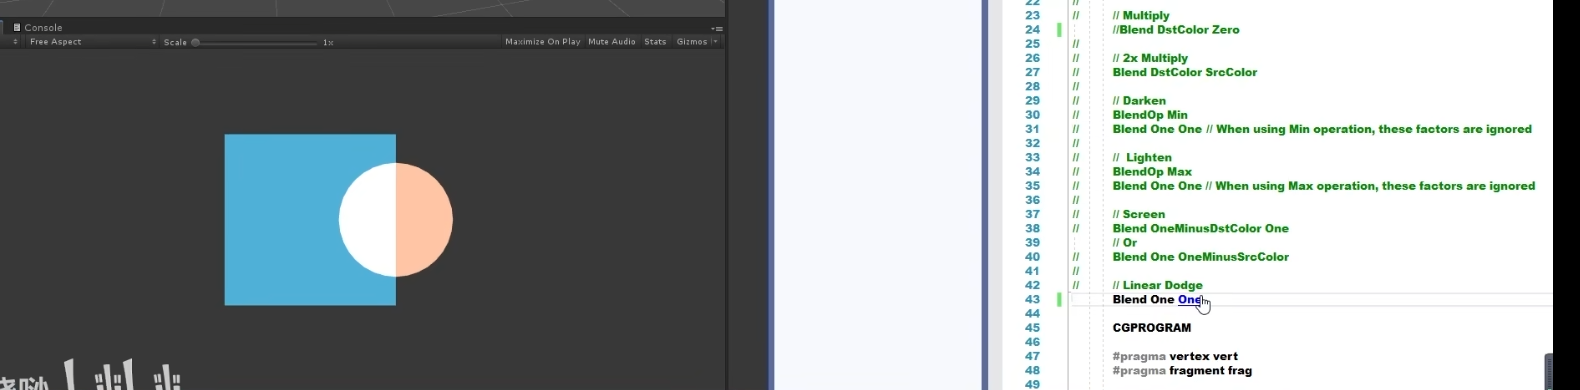 Console
Free Aspect Scale 1x Maximize On Play Mute Audio Stats Gizmos
22 //
23 // // Multiply
24 //Blend DstColor Zero
25 //
26 // // 2x Multiply
27 // Blend DstColor SrcColor
28 //
29 // // Darken
30 // BlendOp Min
31 // Blend One One // When using Min operation, these factors are ignored
32 //
33 // // Lighten
34 // BlendOp Max
35 // Blend One One // When using Max operation, these factors are ignored
36 //
37 // // Screen
38 // Blend OneMinusDstColor One
39 // Or
40 // Blend One OneMinusSrcColor
41 //
42 // // Linear Dodge
43 Blend One One
44
45 CGPROGRAM
46
47 #pragma vertex vert
48 #pragma fragment frag
49